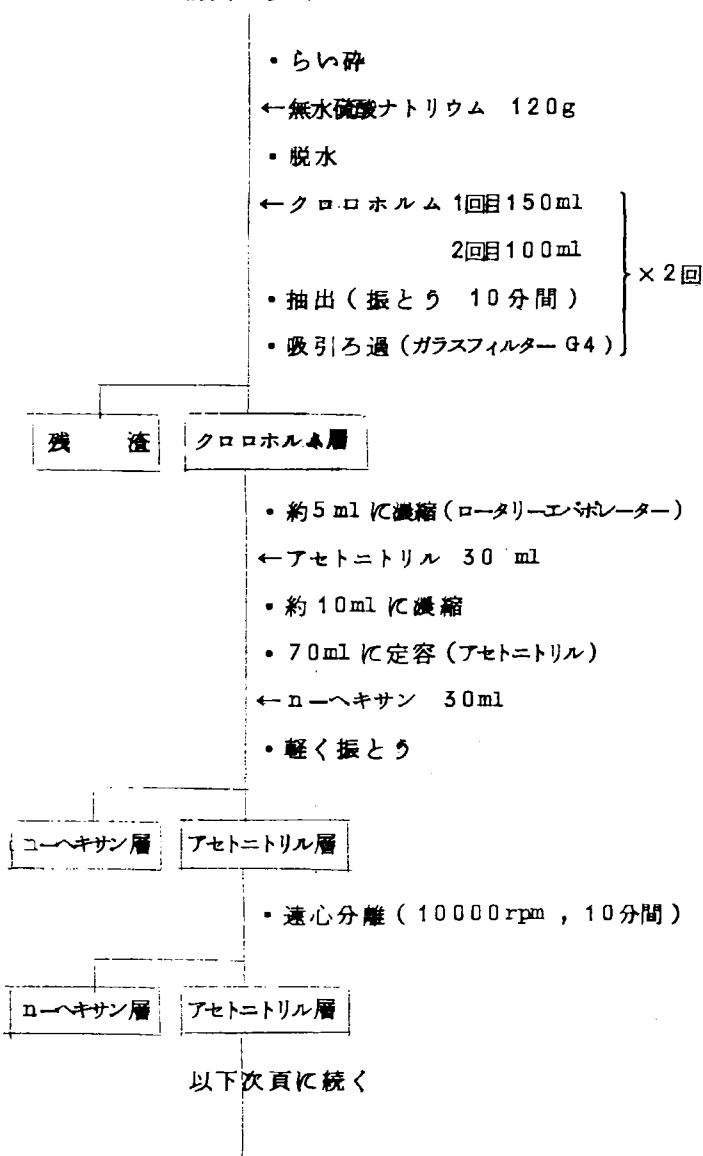 ・らい砕
←無水硫酸ナトリウム 120g
・脱水
←クロロホルム 1回目150ml
2回目100ml
×2回
・抽出(振とう 10分間)
・吸引ろ過(ガラスフィルター G4)
残 渣 クロロホルム層
・約5ml に濃縮(ロータリーエバポレーター)
←アセトニトリル 30 ml
・約10ml に濃縮
・70ml に定容(アセトニトリル)
←n-ヘキサン 30ml
・軽く振とう
n-ヘキサン層 アセトニトリル層
・遠心分離(10000rpm,10分間)
n-ヘキサン層 アセトニトリル層
以下次頁に続く